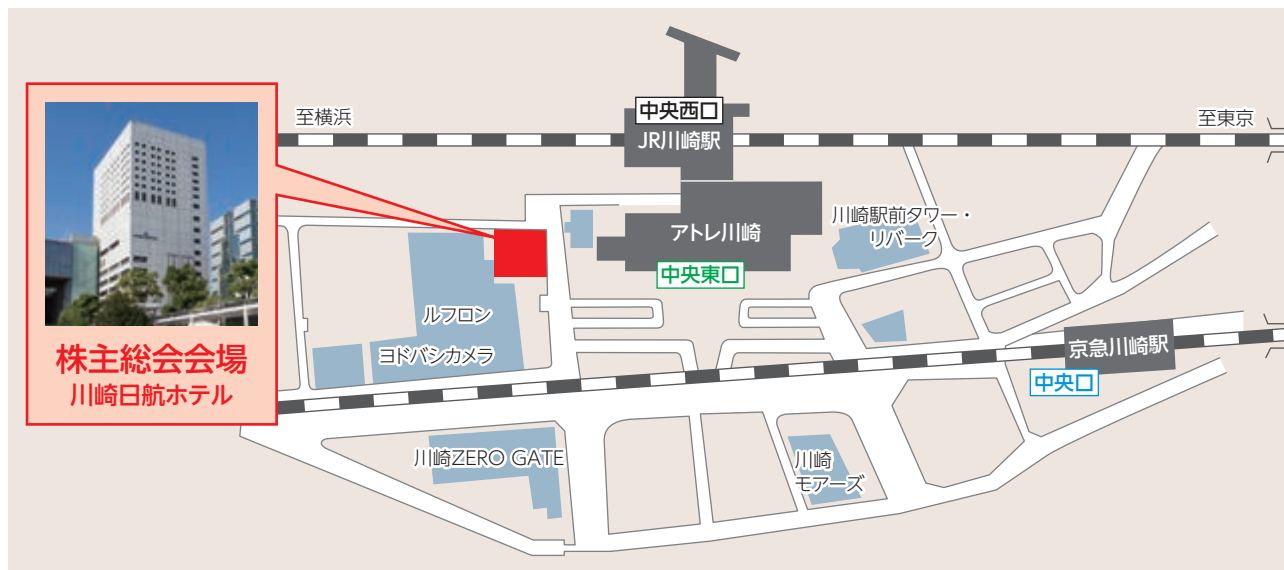 中央西口
至横浜
JR川崎駅
至東京
アトレ川崎
川崎駅前タワー・
リバーク
中央東口
ルフロン
ヨドバシカメラ
株主総会会場
川崎日航ホテル
京急川崎駅
中央口
川崎ZERO GATE
川崎
モアーズ